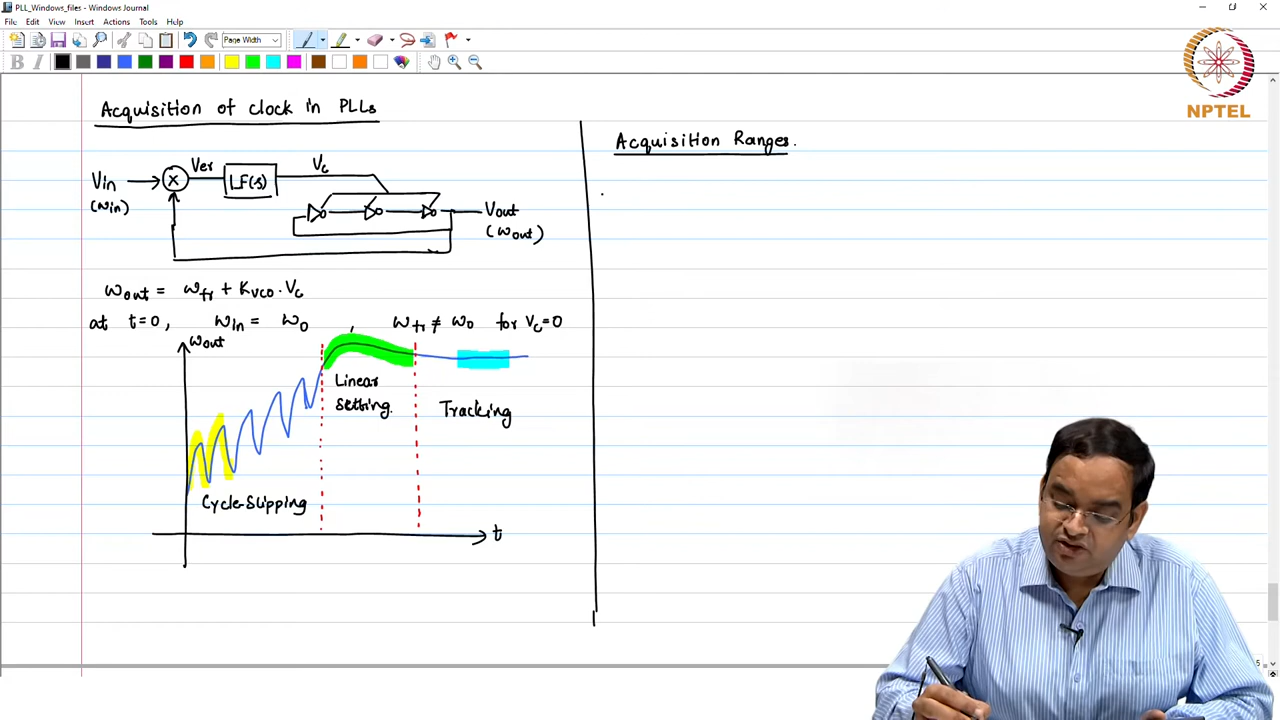 PLL_Windows_files - Windows Journal
File Edit View Insert Actions Tools Help
Page Width
NPTEL
Acquisition of clock in PLLs
Acquisition Ranges.
Ver
Vc
Vin
x
LF(s)
(ωin)
Vout
(ωout)
ωout = ωfr + KVCO.Vc
at t=0, ωin = ω0 , ωfr ≠ ω0 for Vc=0
ωout
Linear
Settling.
Tracking
Cycle-Slipping
t
5